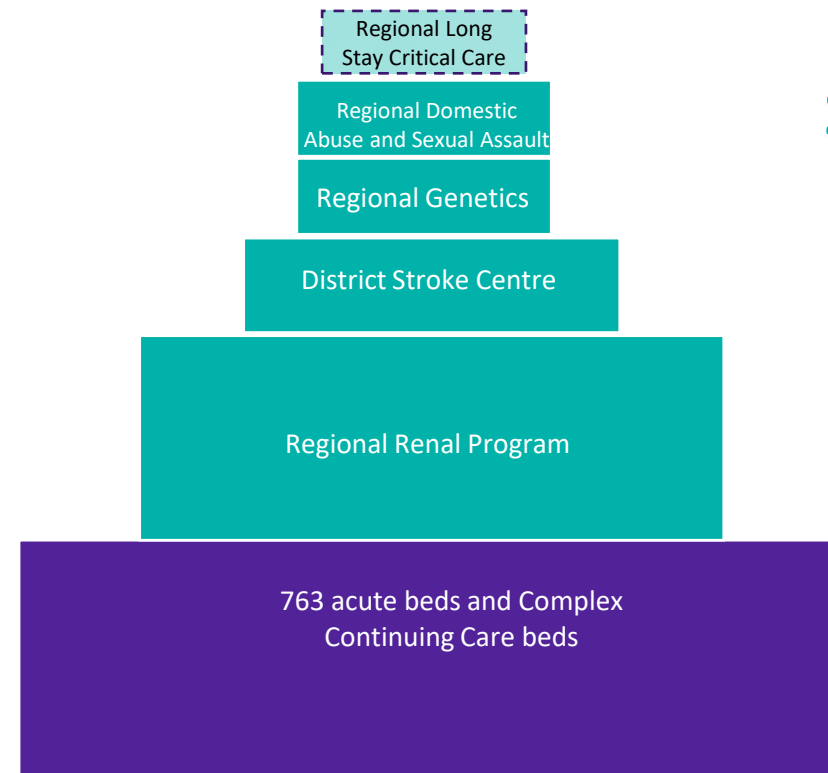 Regional Long
Stay Critical Care
Regional Domestic
Abuse and Sexual Assault
Regional Genetics
District Stroke Centre
Regional Renal Program
763 acute beds and Complex
Continuing Care beds